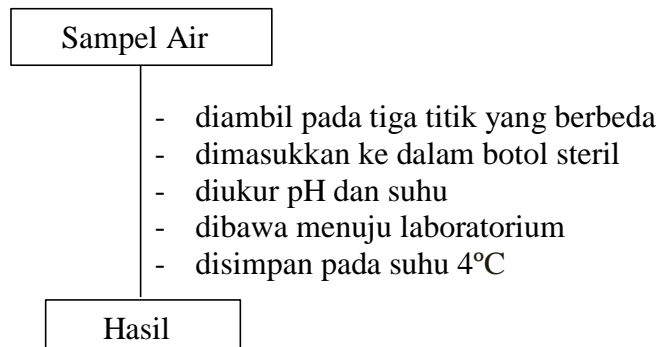 Sampel Air
- diambil pada tiga titik yang berbeda
- dimasukkan ke dalam botol steril
- diukur pH dan suhu
- dibawa menuju laboratorium
- disimpan pada suhu 4ºC
Hasil